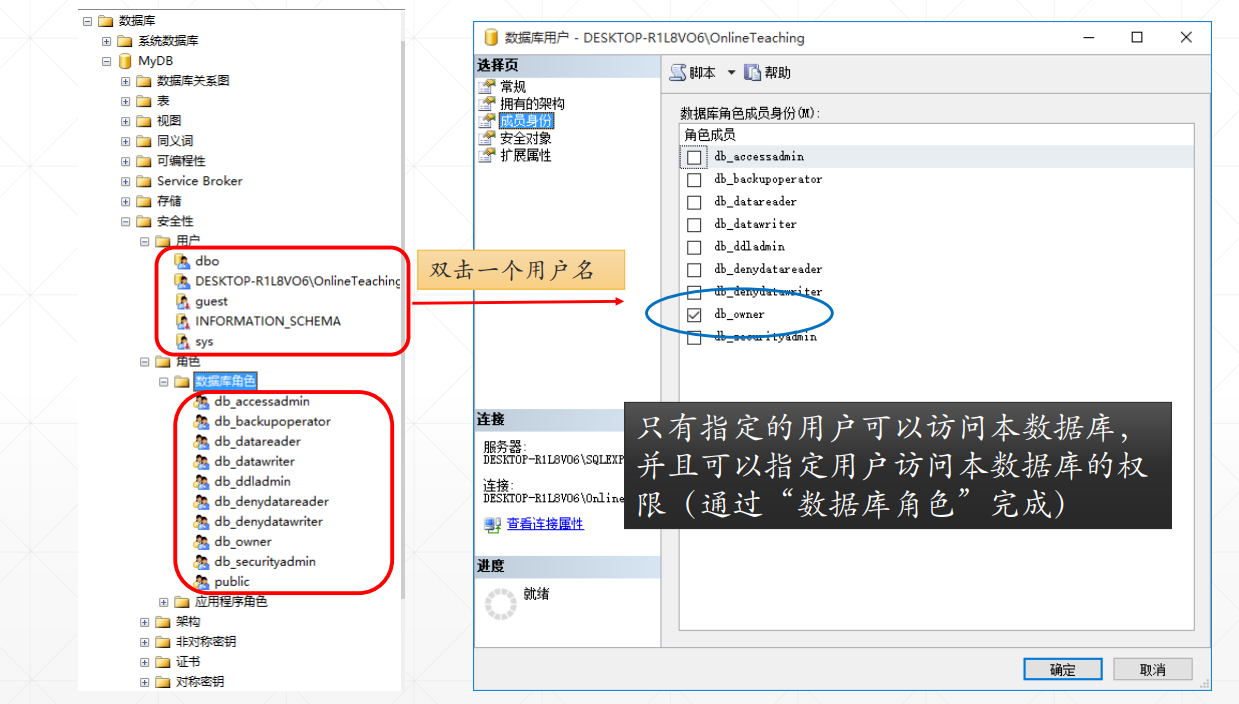 数据库
系统数据库
MyDB
数据库关系图
表
视图
同义词
可编程性
Service Broker
存储
安全性
用户
dbo
DESKTOP-R1L8VO6\OnlineTeaching
guest
INFORMATION_SCHEMA
sys
角色
数据库角色
db_accessadmin
db_backupoperator
db_datareader
db_datawriter
db_ddladmin
db_denydatareader
db_denydatawriter
db_owner
db_securityadmin
public
应用程序角色
架构
非对称密钥
证书
对称密钥
双击一个用户名
数据库用户 - DESKTOP-R1L8VO6\OnlineTeaching
选择页
常规
拥有的架构
成员身份
安全对象
扩展属性
脚本
帮助
数据库角色成员身份(M):
角色成员
db_accessadmin
db_backupoperator
db_datareader
db_datawriter
db_ddladmin
db_denydatareader
db_denydatawriter
db_owner
db_securityadmin
连接
服务器:
DESKTOP-R1L8VO6\SQLEXP
连接:
DESKTOP-R1L8VO6\Online
查看连接属性
进度
就绪
只有指定的用户可以访问本数据库，
并且可以指定用户访问本数据库的权
限（通过“数据库角色”完成）
确定
取消